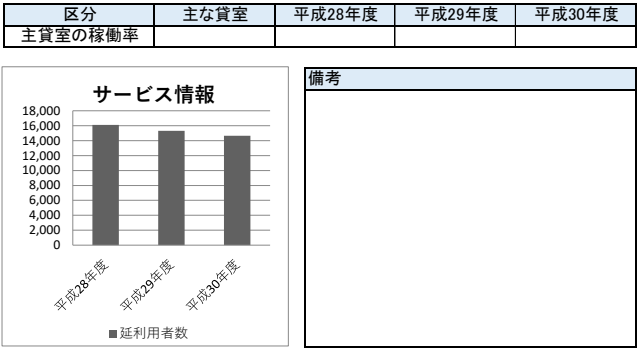 区分 主な貸室 平成28年度 平成29年度 平成30年度
主貸室の稼働率
サービス情報
18,000
16,000
14,000
12,000
10,000
8,000
6,000
4,000
2,000
0
平成28年度 平成29年度 平成30年度
延利用者数
備考